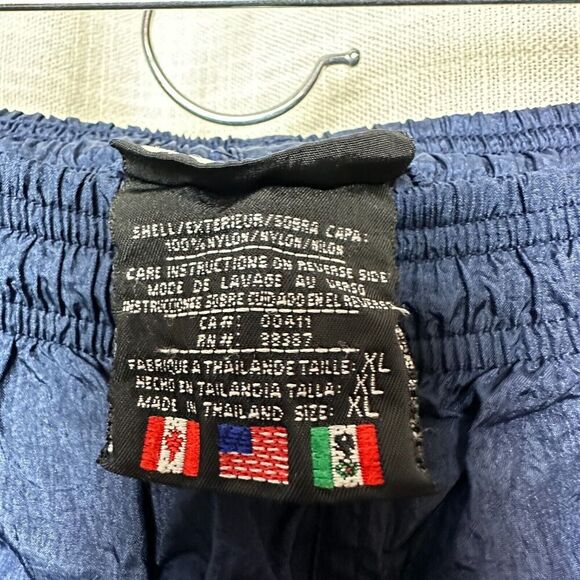 SHELL/EXTERIEUR/SOBRA CAPA:
100% NYLON/NYLON/NILON
CARE INSTRUCTIONS ON REVERSE SIDE
MODE DE LAVAGE AU VERSO
INSTRUCCIONES SOBRE CUIDADO EN EL REVERSE
CA#: 00411
RN#: 88387
FABRIQUE A THAILANDE TAILLE: XL
HECHO EN TAILANDIA TALLA: XL
MADE IN THAILAND SIZE: XL